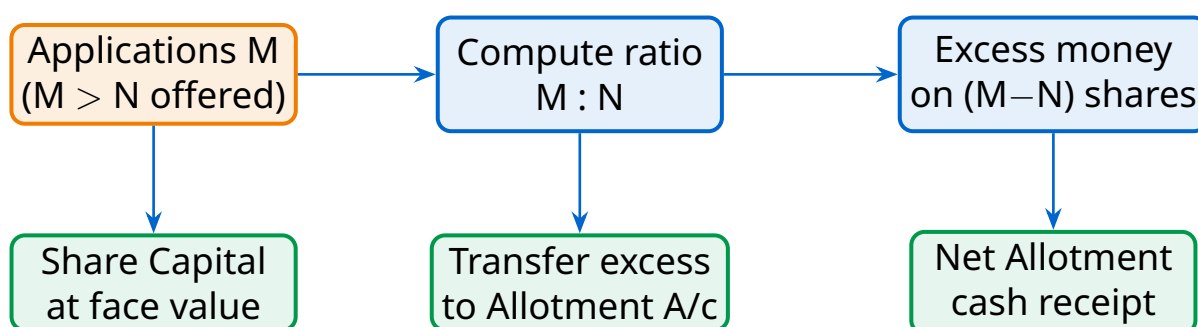 Applications M
(M > N offered)
Compute ratio
M : N
Excess money
on (M−N) shares
Share Capital
at face value
Transfer excess
to Allotment A/c
Net Allotment
cash receipt